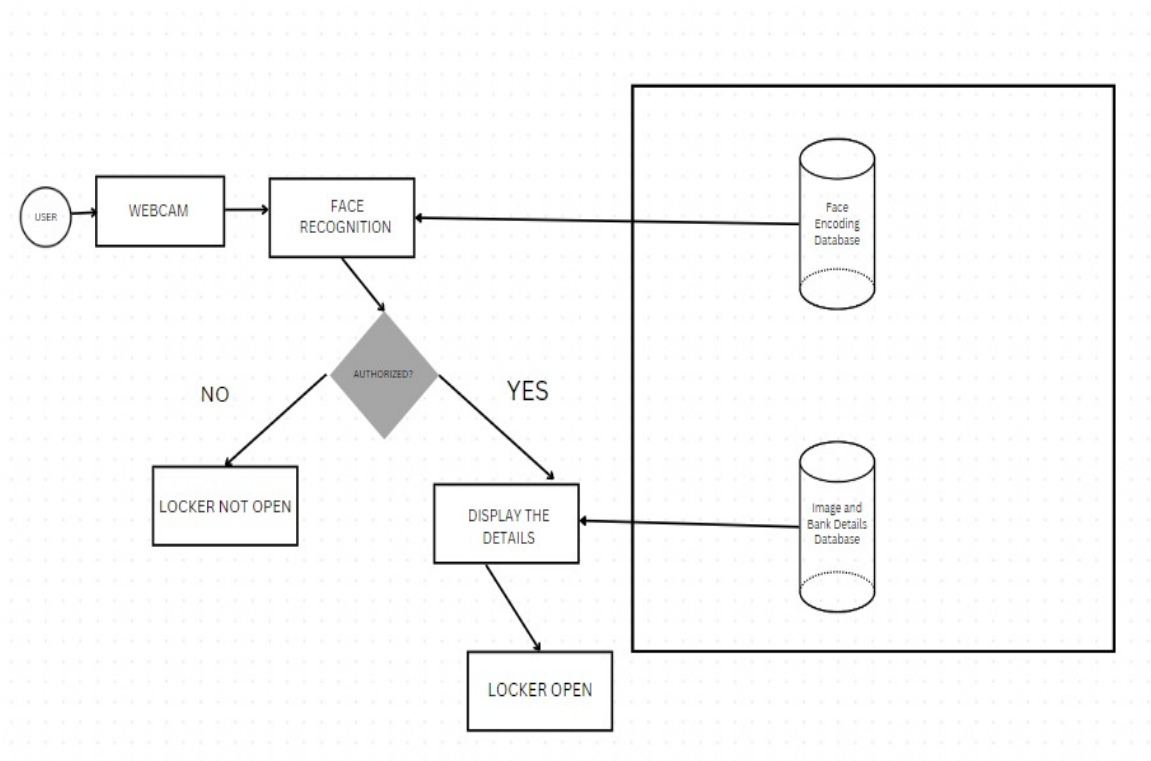 USER
WEBCAM
FACE
RECOGNITION
Face
Encoding
Database
AUTHORIZED?
NO
YES
LOCKER NOT OPEN
DISPLAY THE
DETAILS
Image and
Bank Details
Database
LOCKER OPEN